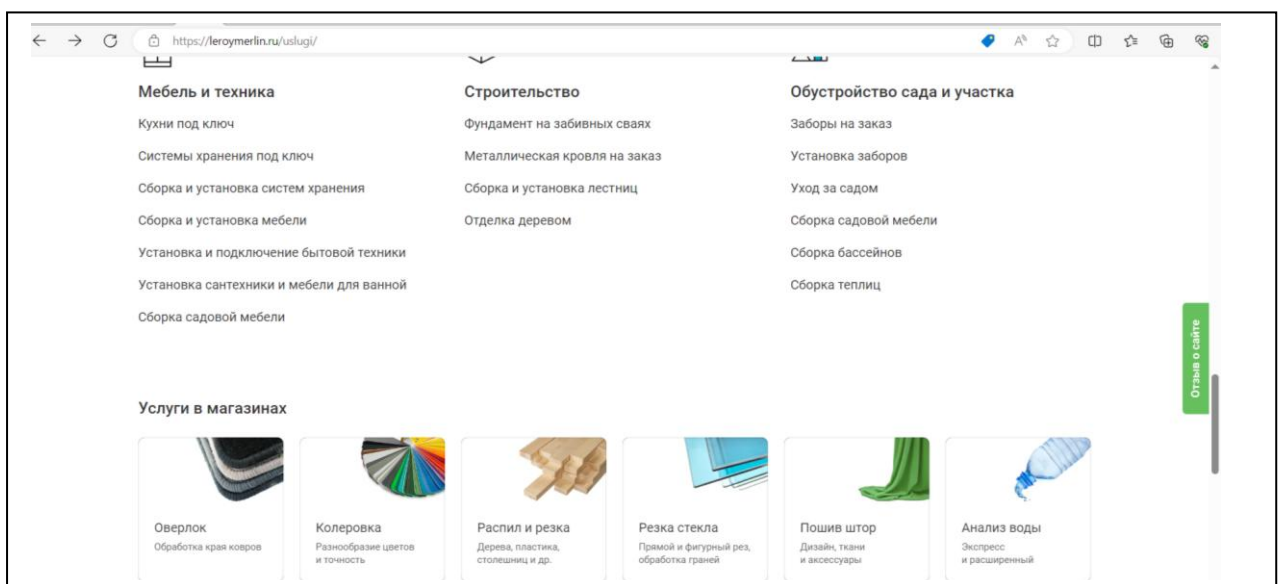 https://leroymerlin.ru/uslugi/
Мебель и техника
Кухни под ключ
Системы хранения под ключ
Сборка и установка систем хранения
Сборка и установка мебели
Установка и подключение бытовой техники
Установка сантехники и мебели для ванной
Сборка садовой мебели
Строительство
Фундамент на забивных сваях
Металлическая кровля на заказ
Сборка и установка лестниц
Отделка деревом
Обустройство сада и участка
Заборы на заказ
Установка заборов
Уход за садом
Сборка садовой мебели
Сборка бассейнов
Сборка теплиц
Отзыв о сайте
Услуги в магазинах
Оверлок
Обработка края ковров
Колеровка
Разнообразие цветов
и точность
Распил и резка
Дерева, пластика,
столешниц и др.
Резка стекла
Прямой и фигурный рез,
обработка граней
Пошив штор
Дизайн, ткани
и аксессуары
Анализ воды
Экспресс
и расширенный